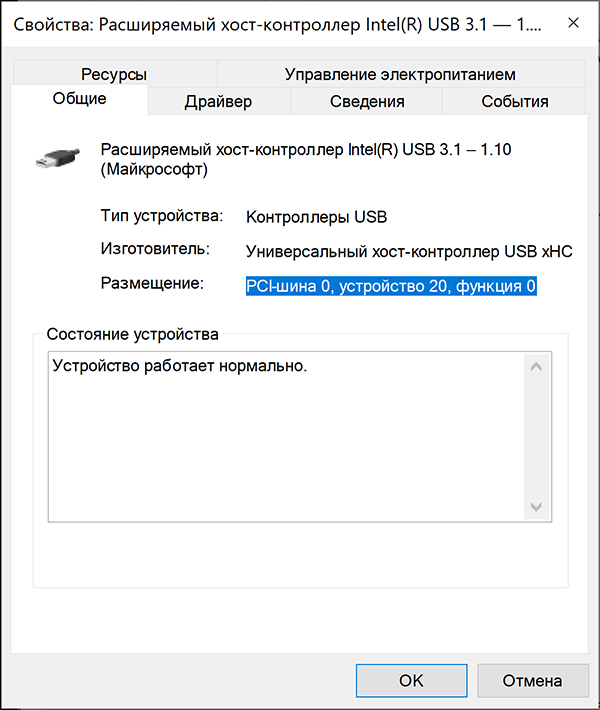 Свойства: Расширяемый хост-контроллер Intel(R) USB 3.1 — 1....
Ресурсы
Управление электропитанием
Общие
Драйвер
Сведения
События
Расширяемый хост-контроллер Intel(R) USB 3.1 – 1.10
(Майкрософт)
Тип устройства: Контроллеры USB
Изготовитель: Универсальный хост-контроллер USB xHC
Размещение: PCI-шина 0, устройство 20, функция 0
Состояние устройства
Устройство работает нормально.
OK
Отмена